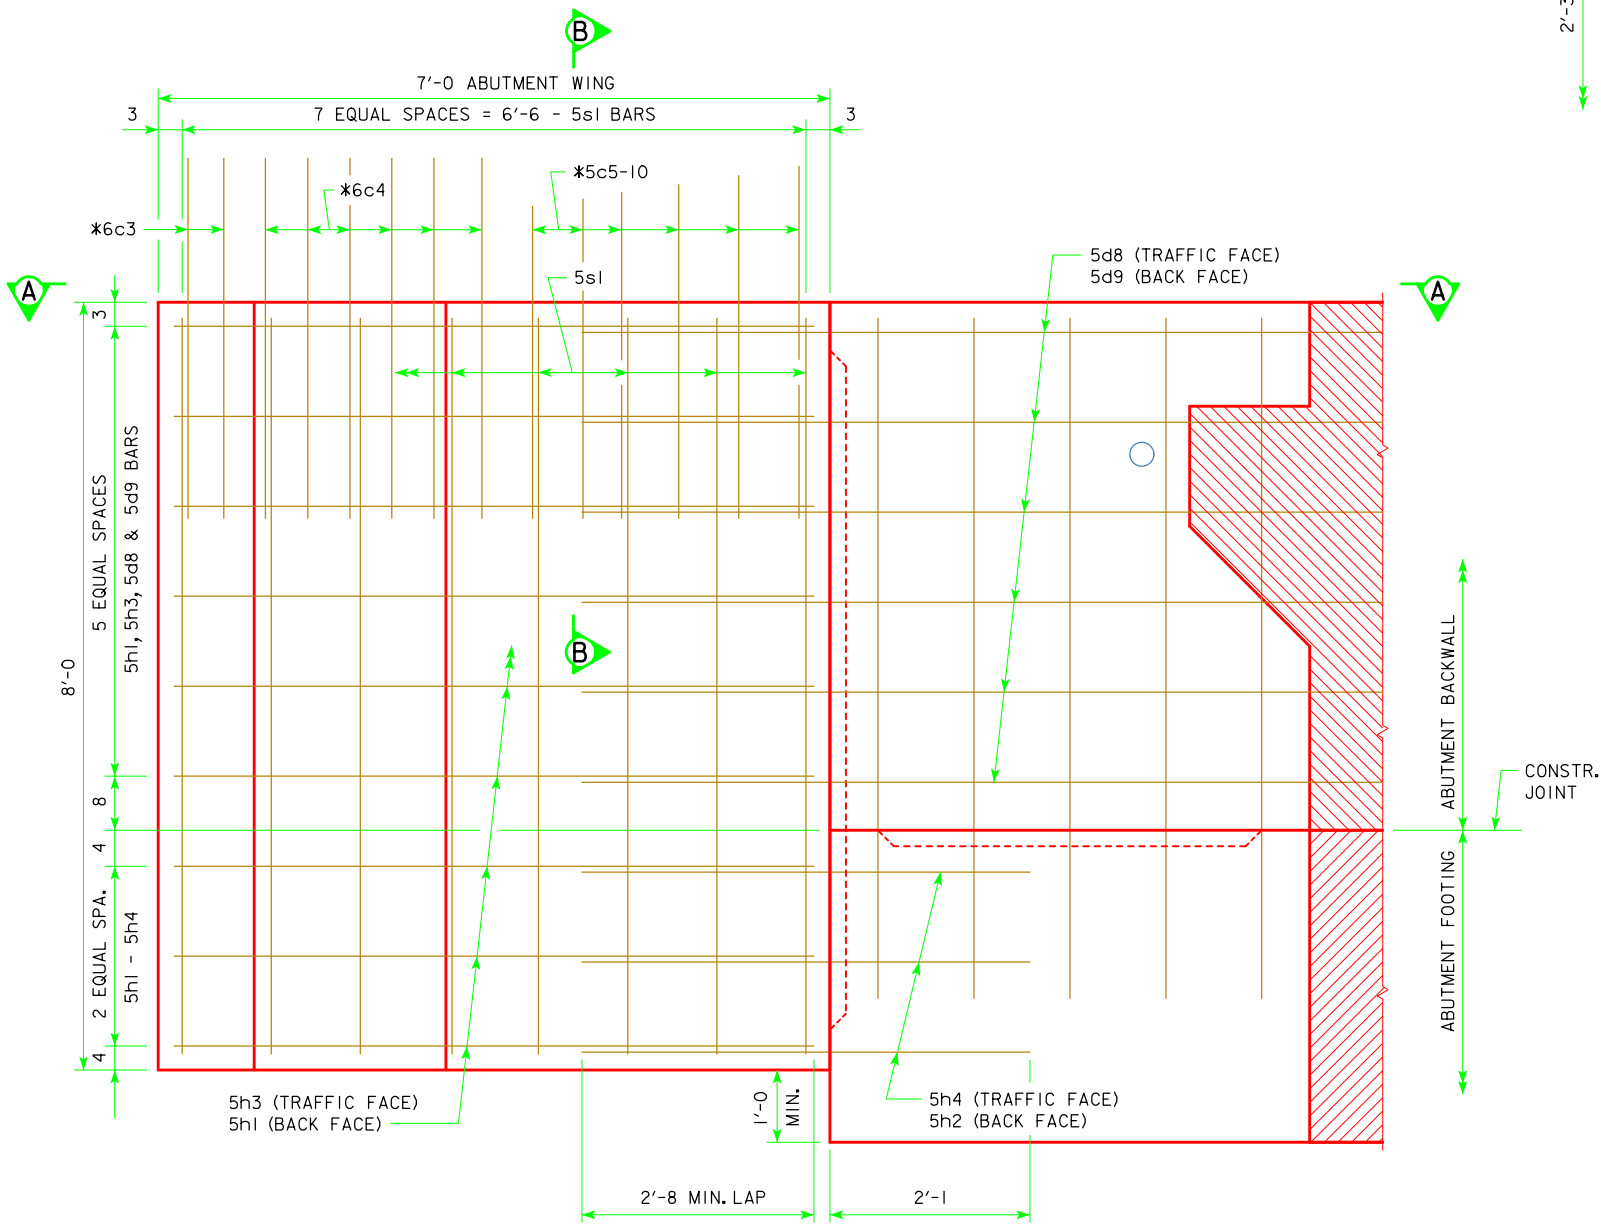 2'-3
B
7'-0 ABUTMENT WING
3
7 EQUAL SPACES = 6'-6 - 5s1 BARS
3
*5c5-10
*6c4
*6c3
5d8 (TRAFFIC FACE)
5d9 (BACK FACE)
5s1
A
A
3
5 EQUAL SPACES
5h1, 5h3, 5d8 & 5d9 BARS
8'-0
B
8
4
2 EQUAL SPA.
5h1 - 5h4
4
ABUTMENT BACKWALL
CONSTR.
JOINT
ABUTMENT FOOTING
5h3 (TRAFFIC FACE)
5h1 (BACK FACE)
1'-0
MIN.
5h4 (TRAFFIC FACE)
5h2 (BACK FACE)
2'-8 MIN. LAP
2'-1